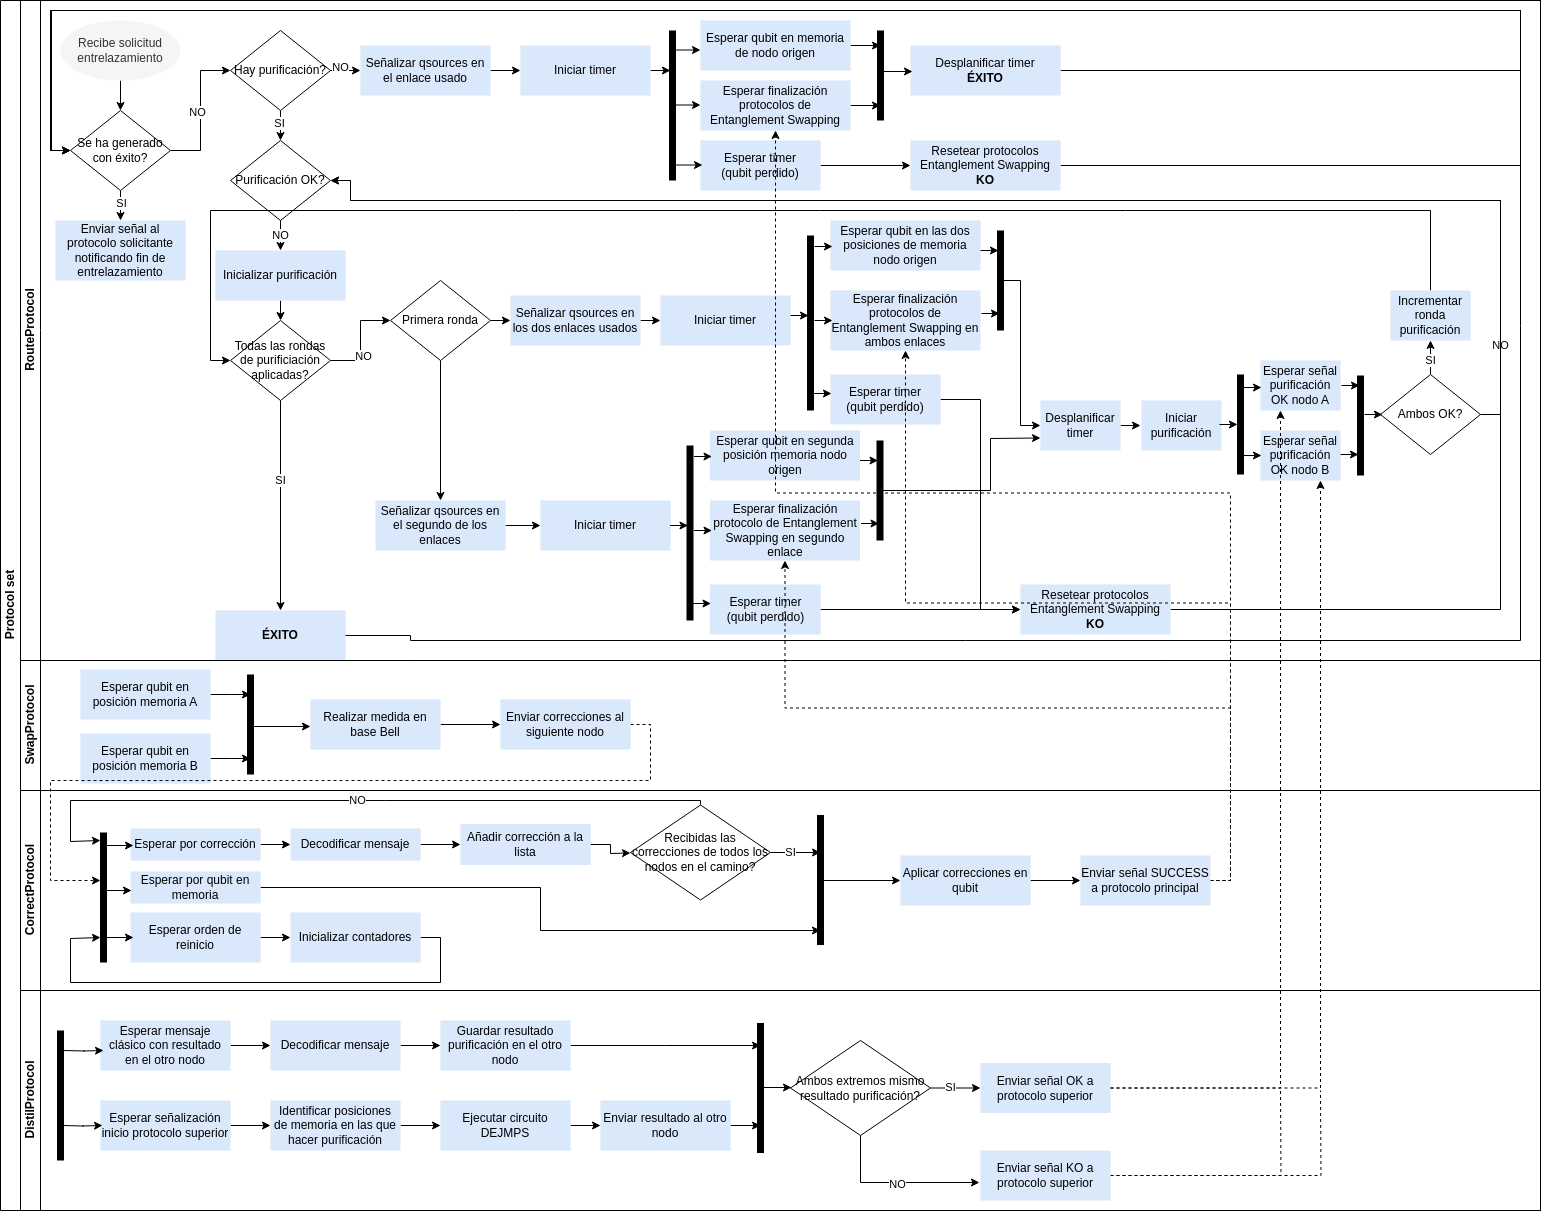 Protocol set
RouteProtocol
Recibe solicitud
entrelazamiento
Se ha generado
con éxito?
NO
SI
Enviar señal al
protocolo solicitante
notificando fin de
entrelazamiento
Hay purificación?
NO
SI
Señalizar qsources en
el enlace usado
Iniciar timer
Esperar qubit en memoria
de nodo origen
Esperar finalización
protocolos de
Entanglement Swapping
Esperar timer
(qubit perdido)
Desplanificar timer
ÉXITO
Resetear protocolos
Entanglement Swapping
KO
Purificación OK?
NO
Inicializar purificación
Todas las rondas
de purificiación
aplicadas?
NO
SI
ÉXITO
Primera ronda
Señalizar qsources en
los dos enlaces usados
Iniciar timer
Esperar qubit en las dos
posiciones de memoria
nodo origen
Esperar finalización
protocolos de
Entanglement Swapping en
ambos enlaces
Esperar timer
(qubit perdido)
Señalizar qsources en
el segundo de los
enlaces
Iniciar timer
Esperar qubit en segunda
posición memoria nodo
origen
Esperar finalización
protocolo de Entanglement
Swapping en segundo
enlace
Esperar timer
(qubit perdido)
Desplanificar
timer
Iniciar
purificación
Esperar señal
purificación
OK nodo A
Esperar señal
purificación
OK nodo B
Ambos OK?
SI
NO
Incrementar
ronda
purificación
Resetear protocolos
Entanglement Swapping
KO
SwapProtocol
Esperar qubit en
posición memoria A
Esperar qubit en
posición memoria B
Realizar medida en
base Bell
Enviar correcciones al
siguiente nodo
CorrectProtocol
NO
Esperar por corrección
Decodificar mensaje
Añadir corrección a la
lista
Recibidas las
correcciones de todos los
nodos en el camino?
SI
Esperar por qubit en
memoria
Esperar orden de
reinicio
Inicializar contadores
Aplicar correcciones en
qubit
Enviar señal SUCCESS
a protocolo principal
DistilProtocol
Esperar mensaje
clásico con resultado
en el otro nodo
Decodificar mensaje
Guardar resultado
purificación en el otro
nodo
Esperar señalización
inicio protocolo superior
Identificar posiciones
de memoria en las que
hacer purificación
Ejecutar circuito
DEJMPS
Enviar resultado al otro
nodo
Ambos extremos mismo
resultado purificación?
SI
NO
Enviar señal OK a
protocolo superior
Enviar señal KO a
protocolo superior